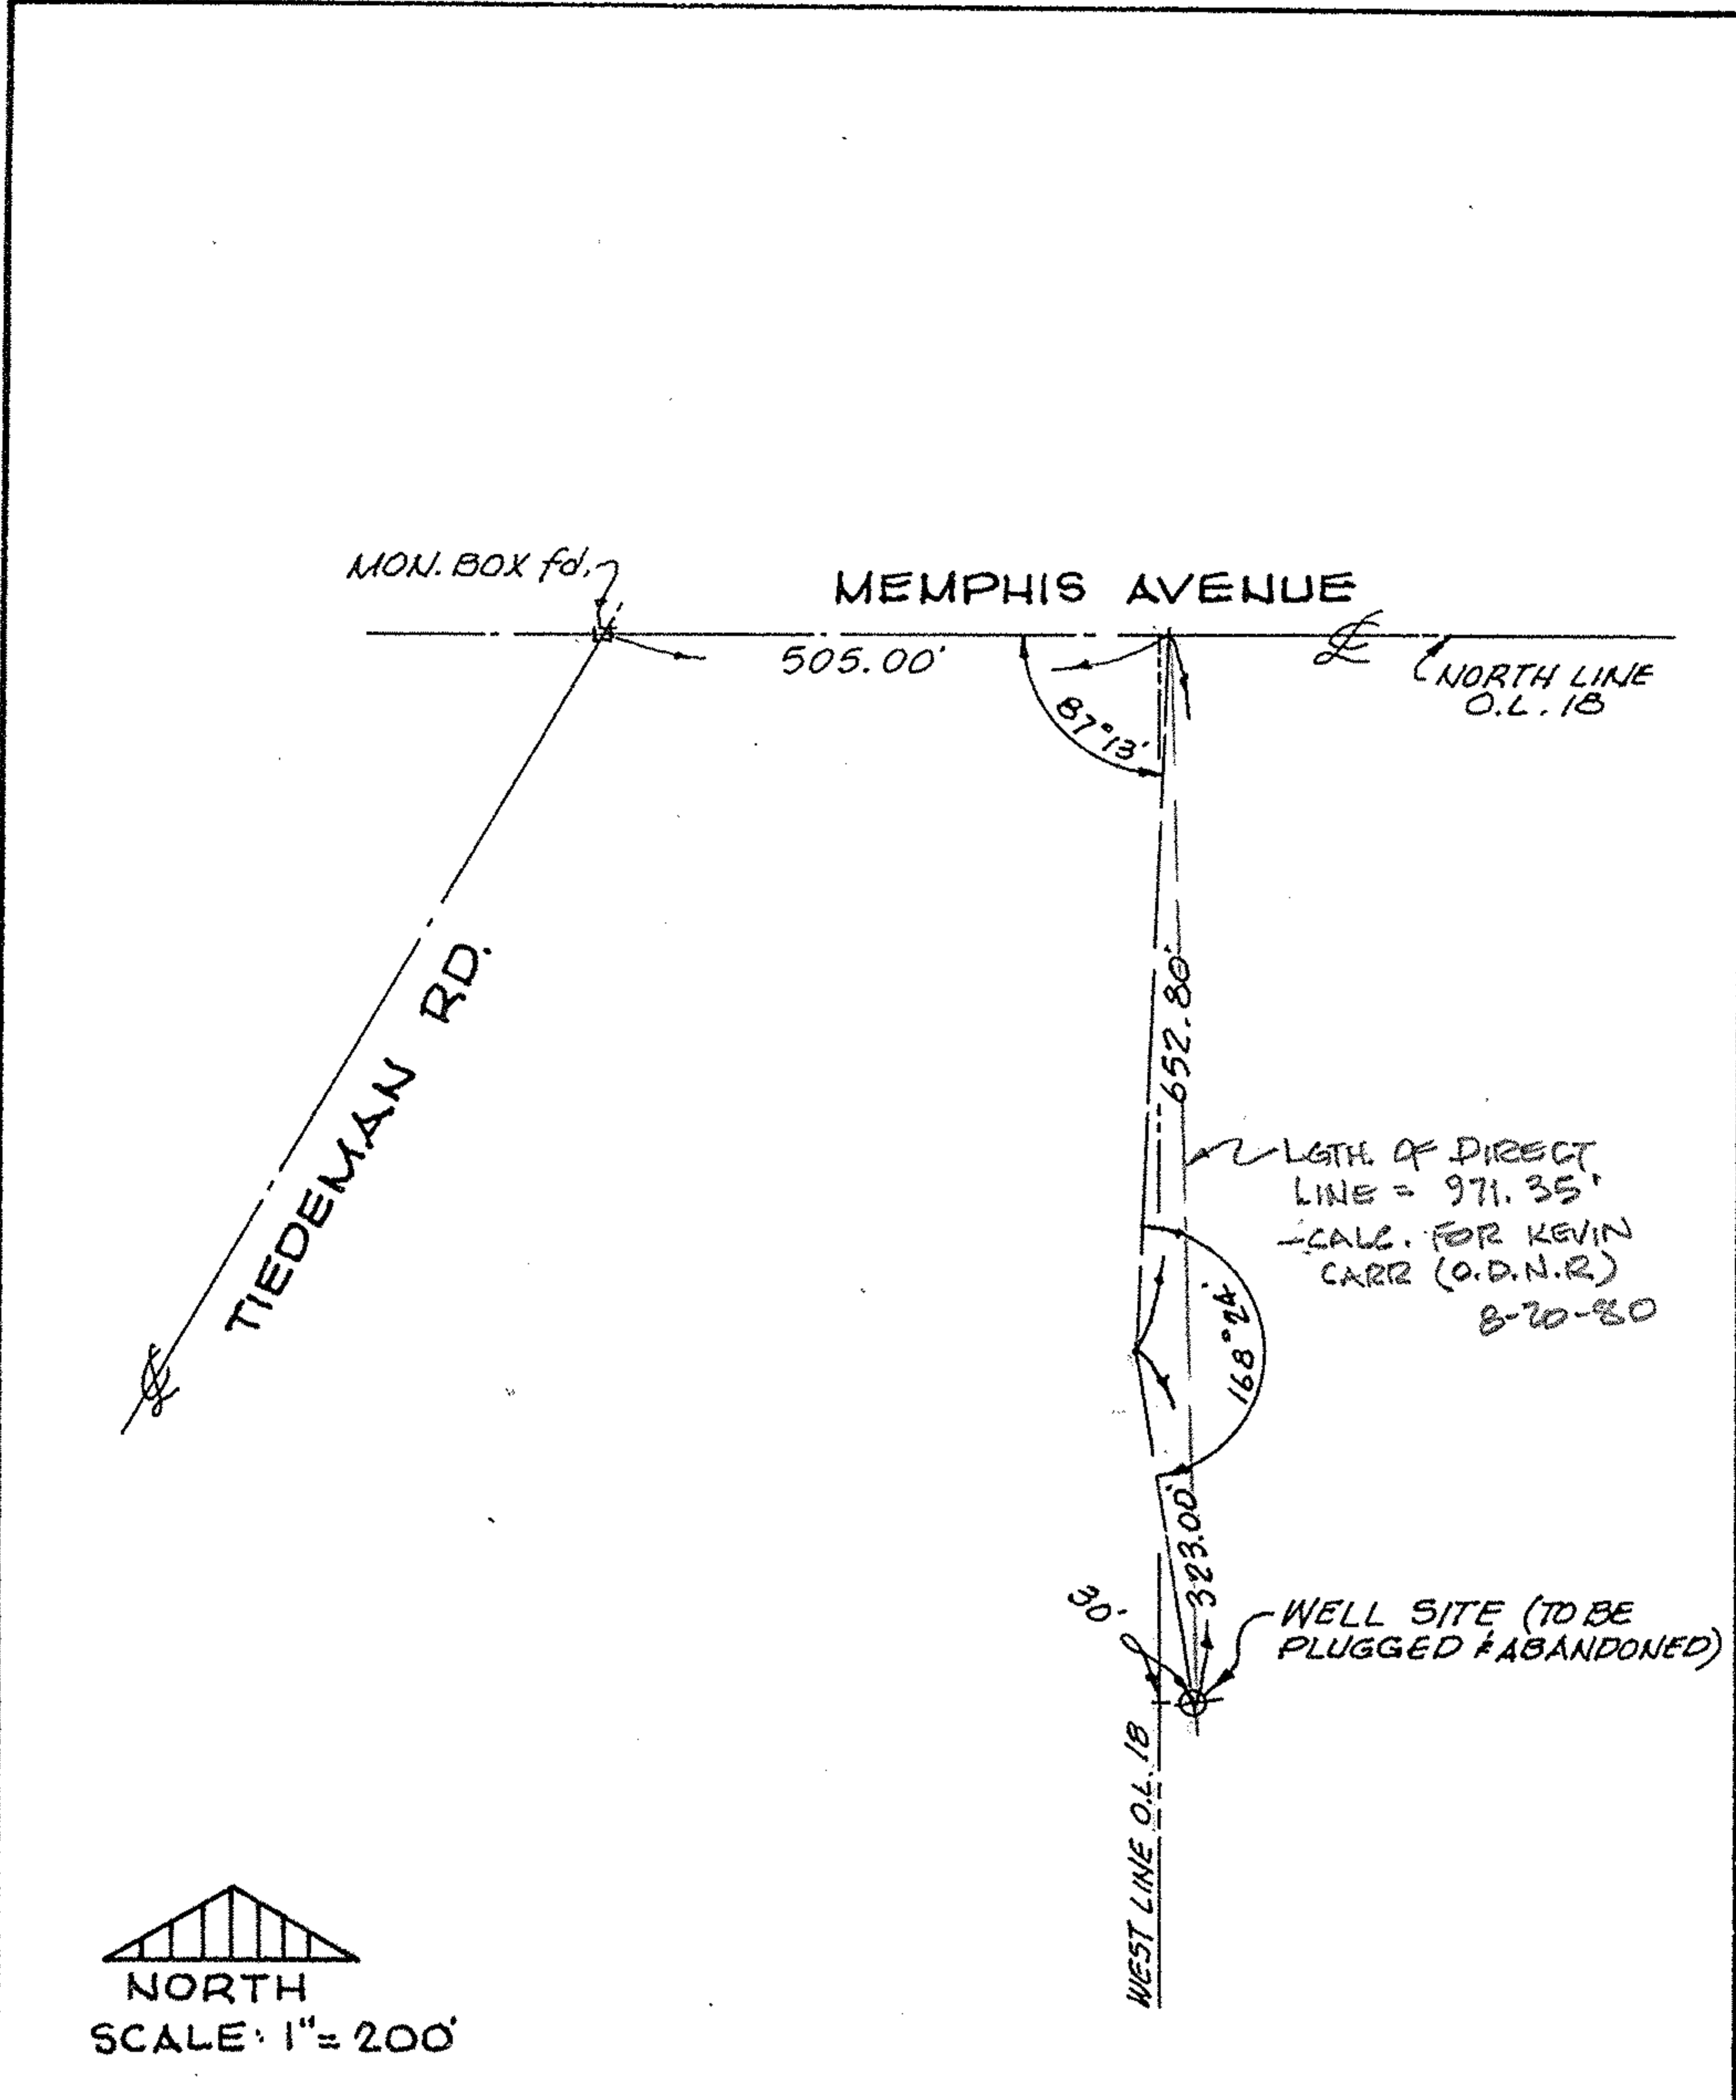 MON. BOX fd.
MEMPHIS AVENUE
505.00'
℄
NORTH LINE
O.L. 18
87°13'
TIEDEMAN RD.
℄
652.80'
LGTH. OF DIRECT
LINE = 971.35'
-CALC. FOR KEVIN
CARR (O.D.N.R.)
8-20-80
168°24'
323.00'
30'
WELL SITE (TO BE
PLUGGED & ABANDONED)
WEST LINE O.L. 18
NORTH
SCALE: 1"= 200'